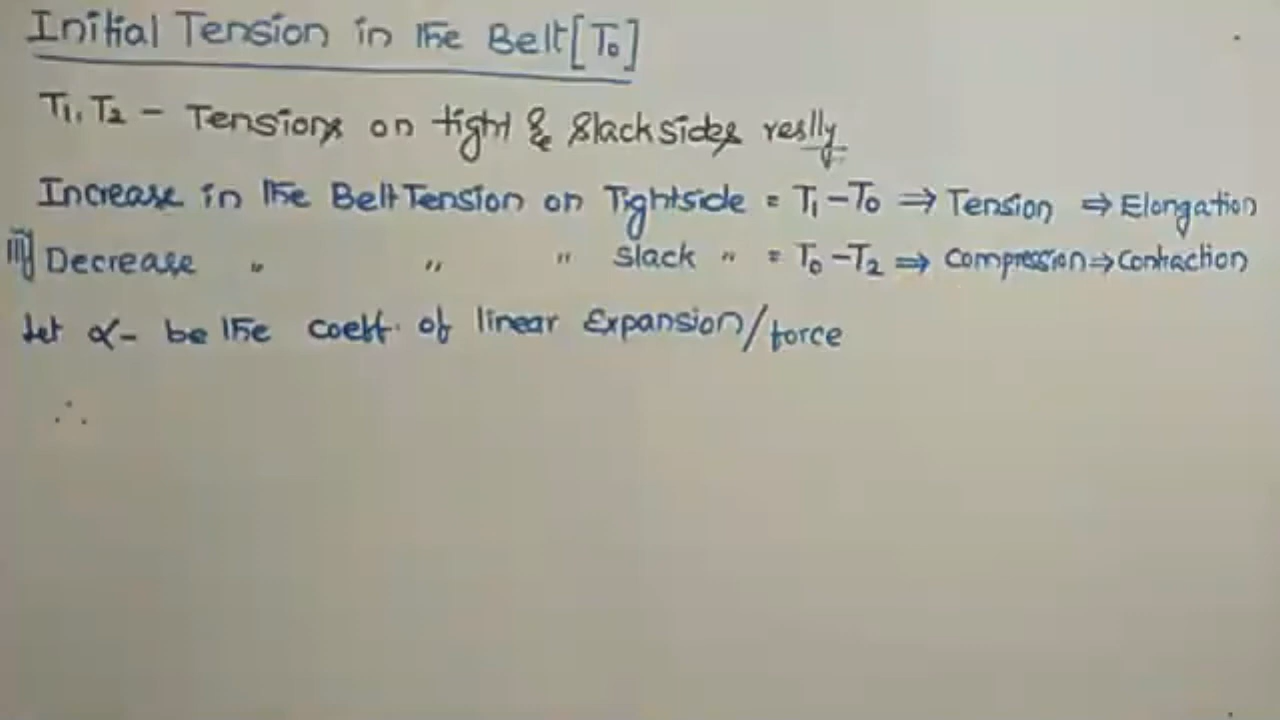 Initial Tension in the Belt [T₀]
T₁, T₂ - Tensions on tight & Slack sides reslly
Increase in the Belt Tension on Tightside = T₁ - T₀ ⇒ Tension ⇒ Elongation
|||ly Decrease " " " slack " = T₀ - T₂ ⇒ Compression ⇒ Contraction
Let α - be the coeff. of linear Expansion/force
∴